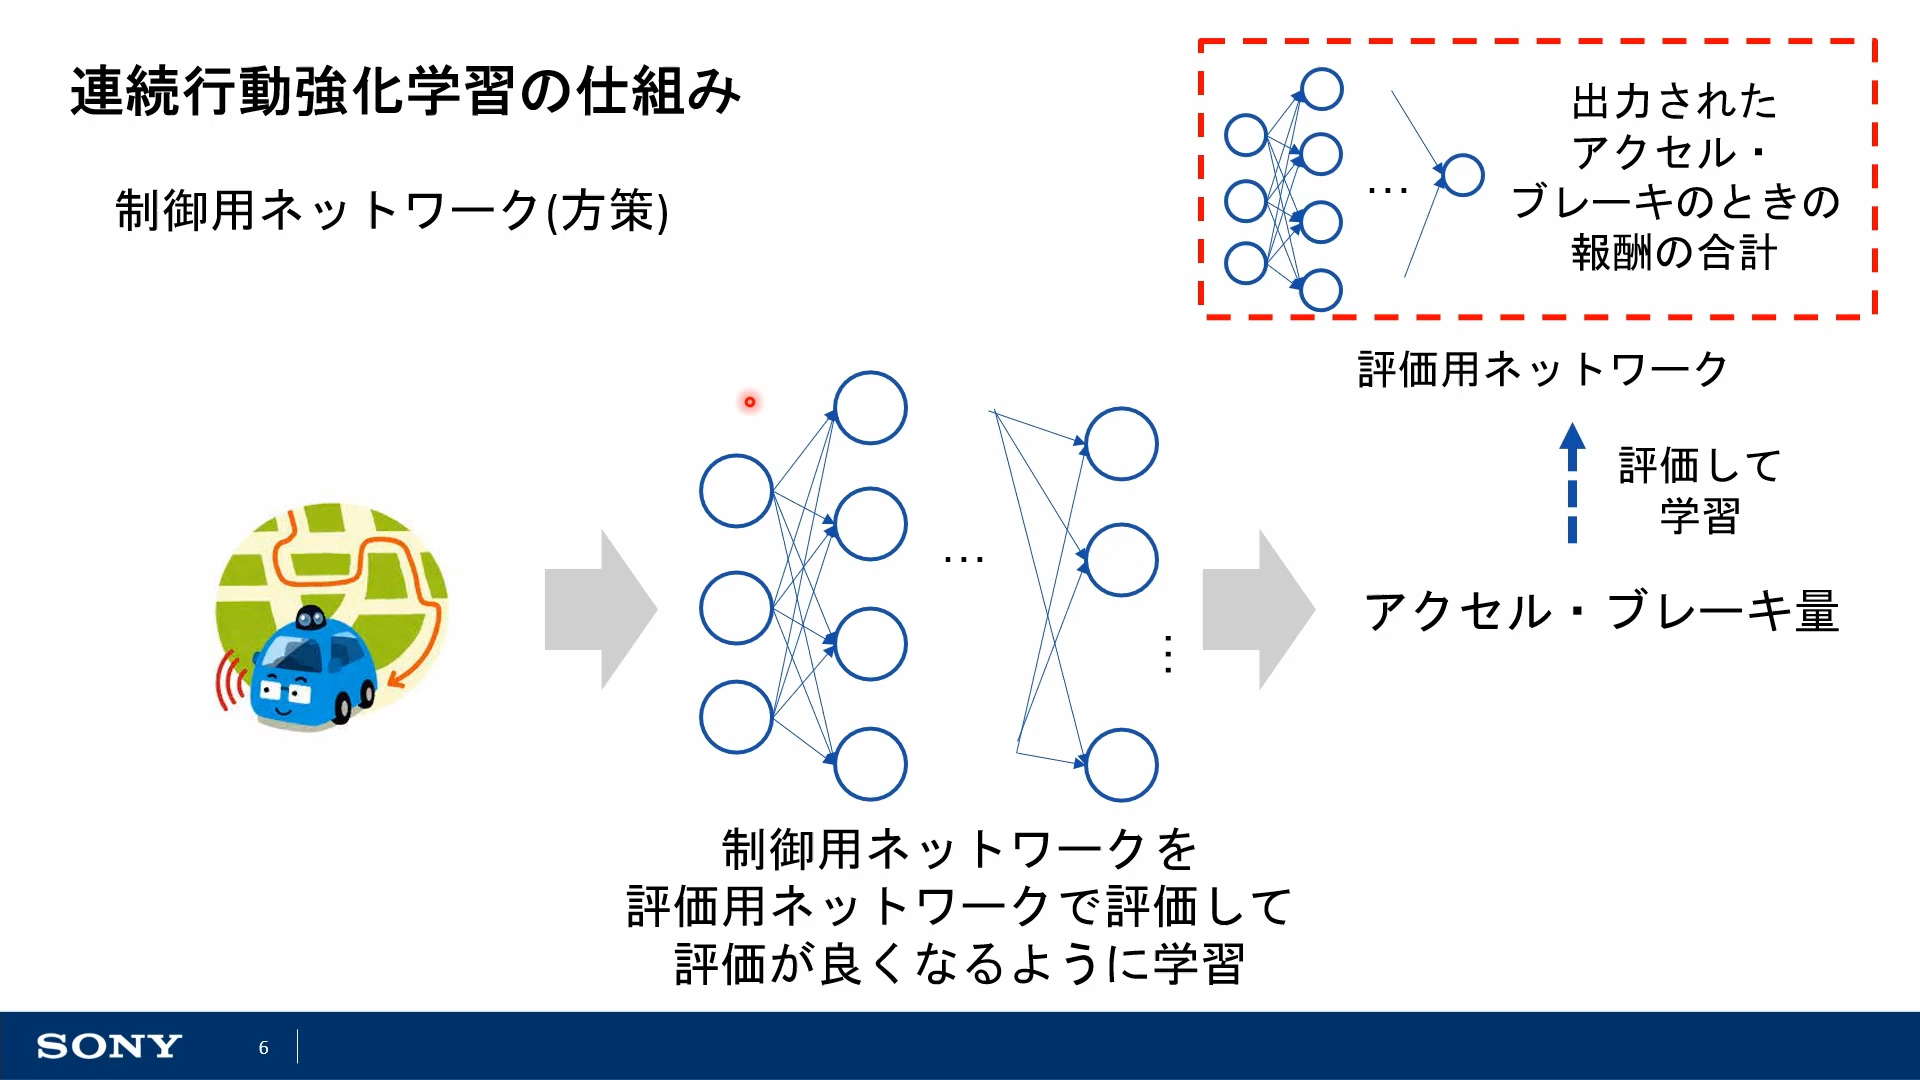 連続行動強化学習の仕組み
制御用ネットワーク(方策)
出力された
アクセル・
ブレーキのときの
報酬の合計
…
評価用ネットワーク
評価して
学習
…
アクセル・ブレーキ量
…
制御用ネットワークを
評価用ネットワークで評価して
評価が良くなるように学習
SONY
6